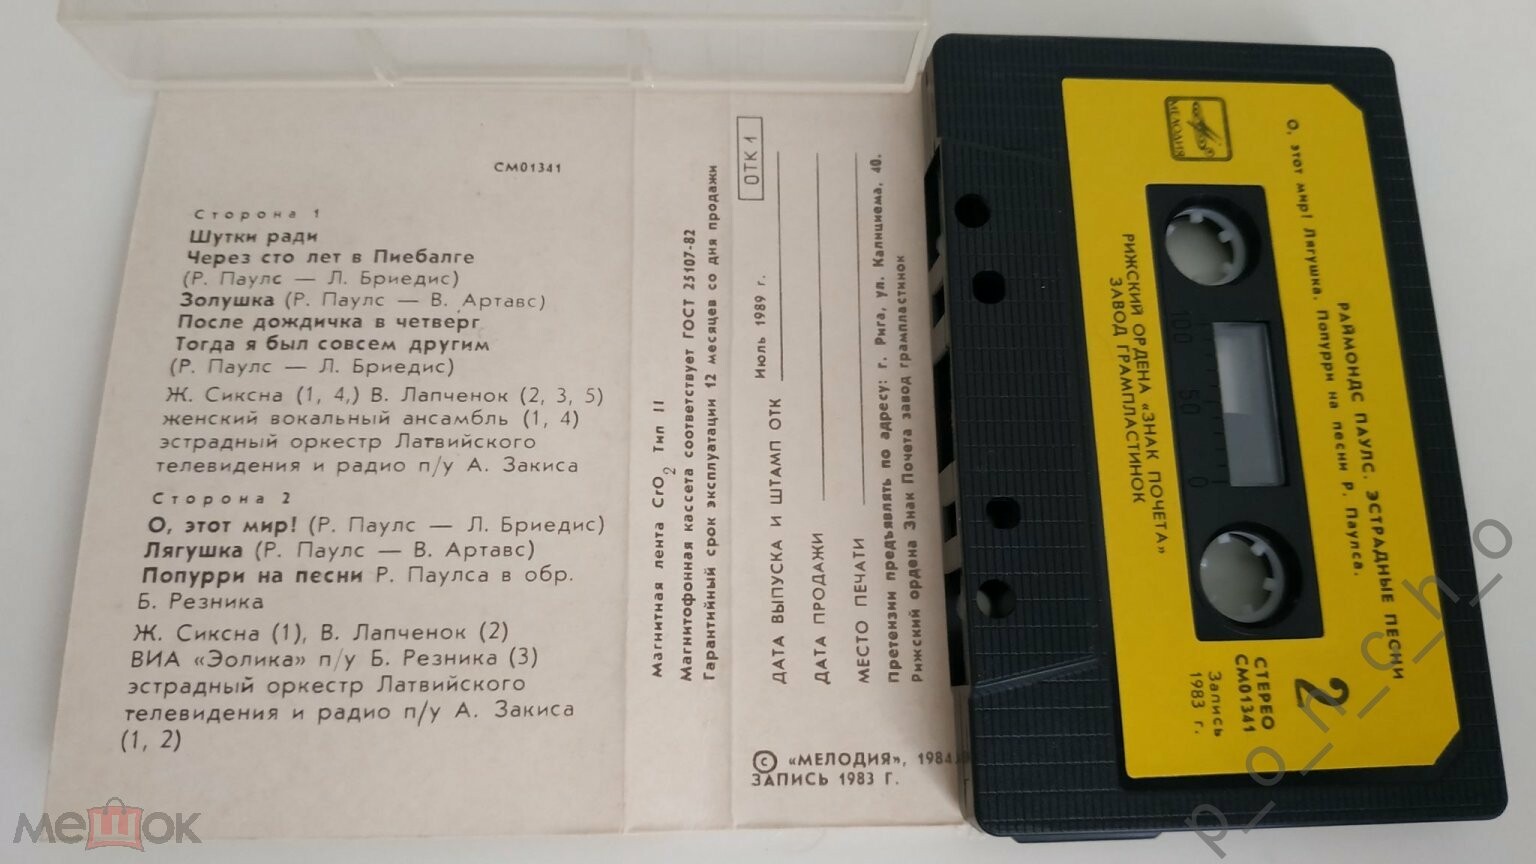 СМ01341
Сторона 1
Шутки ради
Через сто лет в Пиебалге
(Р. Паулс — Л. Бриедис)
Золушка (Р. Паулс — В. Артавс)
После дождичка в четверг
Тогда я был совсем другим
(Р. Паулс — Л. Бриедис)
Ж. Сиксна (1, 4,) В. Лапченок (2, 3, 5)
женский вокальный ансамбль (1, 4)
эстрадный оркестр Латвийского
телевидения и радио п/у А. Закиса
Сторона 2
О, этот мир! (Р. Паулс — Л. Бриедис)
Лягушка (Р. Паулс — В. Артавс)
Попурри на песни Р. Паулса в обр.
Б. Резника
Ж. Сиксна (1), В. Лапченок (2)
ВИА «Эолика» п/у Б. Резника (3)
эстрадный оркестр Латвийского
телевидения и радио п/у А. Закиса
(1, 2)
Магнитная лента CrO2 Тип II
Магнитофонная кассета соответствует ГОСТ 25107-82
Гарантийный срок эксплуатации 12 месяцев со дня продажи
ОТК 1
ДАТА ВЫПУСКА И ШТАМП ОТК Июль 1989 г.
ДАТА ПРОДАЖИ
МЕСТО ПЕЧАТИ
Претензии предъявлять по адресу: г. Рига, ул. Калнциема, 40.
Рижский ордена Знак Почета завод грампластинок
© «МЕЛОДИЯ», 1984
ЗАПИСЬ 1983 Г.
МЕЛОДИЯ
О, этот мир! Лягушка. Попурри на песни Р. Паулса.
РАЙМОНДС ПАУЛС. ЭСТРАДНЫЕ ПЕСНИ
РИЖСКИЙ ОРДЕНА «ЗНАК ПОЧЕТА»
ЗАВОД ГРАМПЛАСТИНОК
100 50 0
2
СТЕРЕО
СМ01341
Запись
1983 г.
мешок
p_o_n_c_h_o